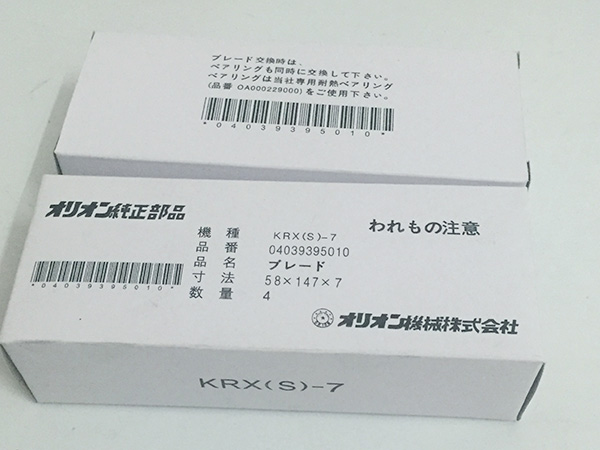 ブレード交換時は、
ベアリングも同時に交換して下さい。
ベアリングは当社専用耐熱ベアリング
(品番 OA000229000)をご使用下さい。
*04039395010*
オリオン純正部品
*04039395010*
機種 KRX(S)-7
品番 04039395010
品名 ブレード
寸法 58×147×7
数量 4
われもの注意
オリオン機械株式会社
KRX(S)-7